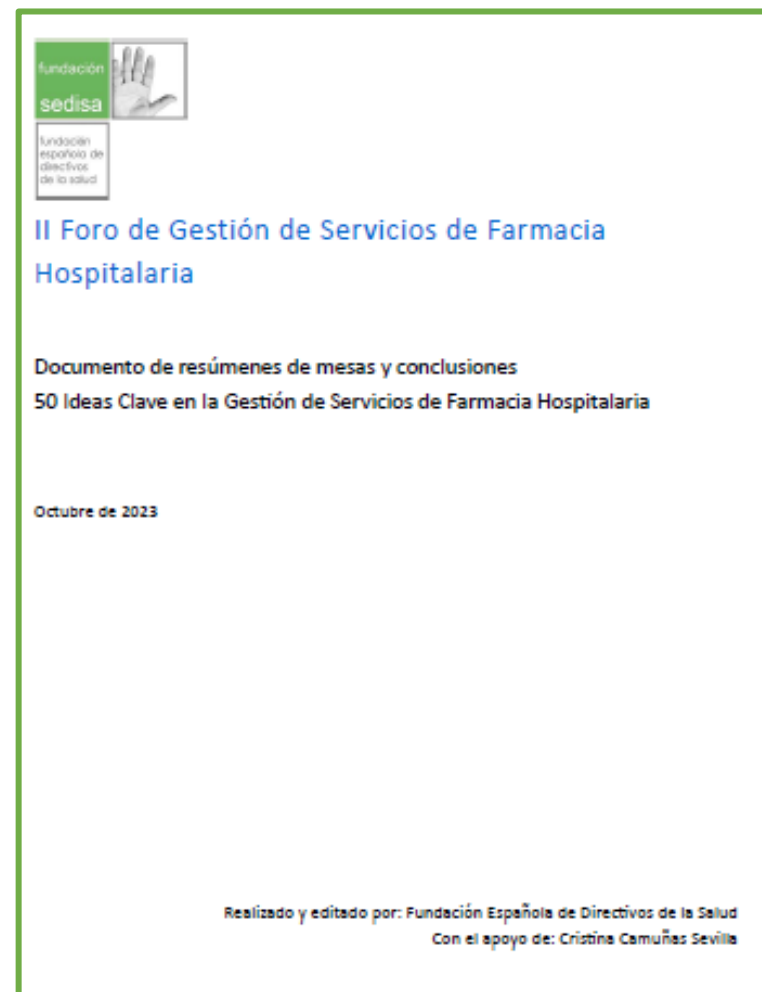 fundación
sedisa
fundación
española de
directivos
de la salud
II Foro de Gestión de Servicios de Farmacia
Hospitalaria
Documento de resúmenes de mesas y conclusiones
50 Ideas Clave en la Gestión de Servicios de Farmacia Hospitalaria
Octubre de 2023
Realizado y editado por: Fundación Española de Directivos de la Salud
Con el apoyo de: Cristina Camuñas Sevilla